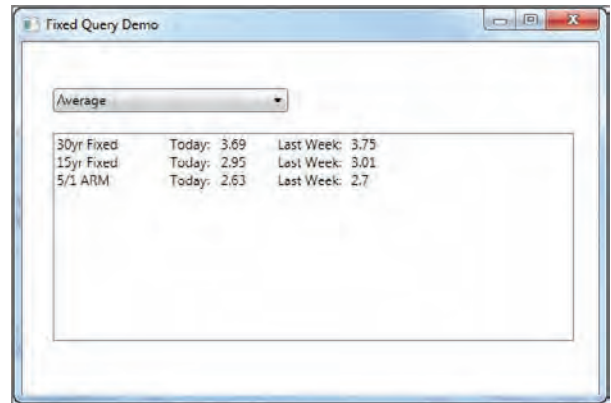 Fixed Query Demo
Average
30yr Fixed Today: 3.69 Last Week: 3.75
15yr Fixed Today: 2.95 Last Week: 3.01
5/1 ARM Today: 2.63 Last Week: 2.7